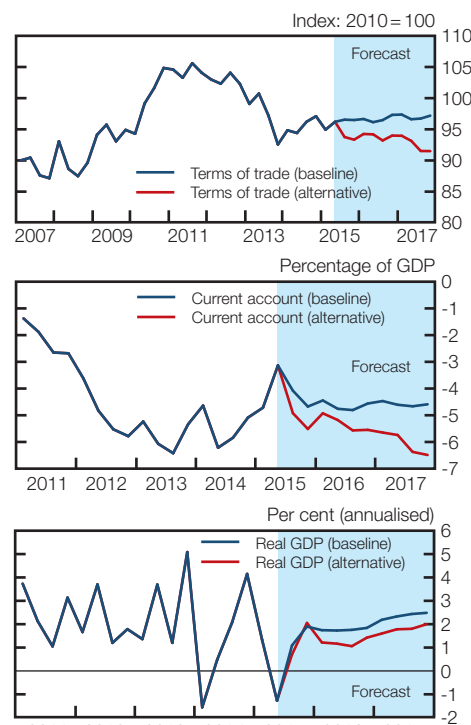 Index: 2010 = 100
110
Forecast
105
100
95
90
Terms of trade (baseline)
Terms of trade (alternative)
85
80
2007 2009 2011 2013 2015 2017
Percentage of GDP
0
Current account (baseline)
Current account (alternative)
-1
-2
Forecast
-3
-4
-5
-6
-7
2011 2012 2013 2014 2015 2016 2017
Per cent (annualised)
6
Real GDP (baseline)
Real GDP (alternative)
5
4
3
2
1
0
Forecast
-1
-2